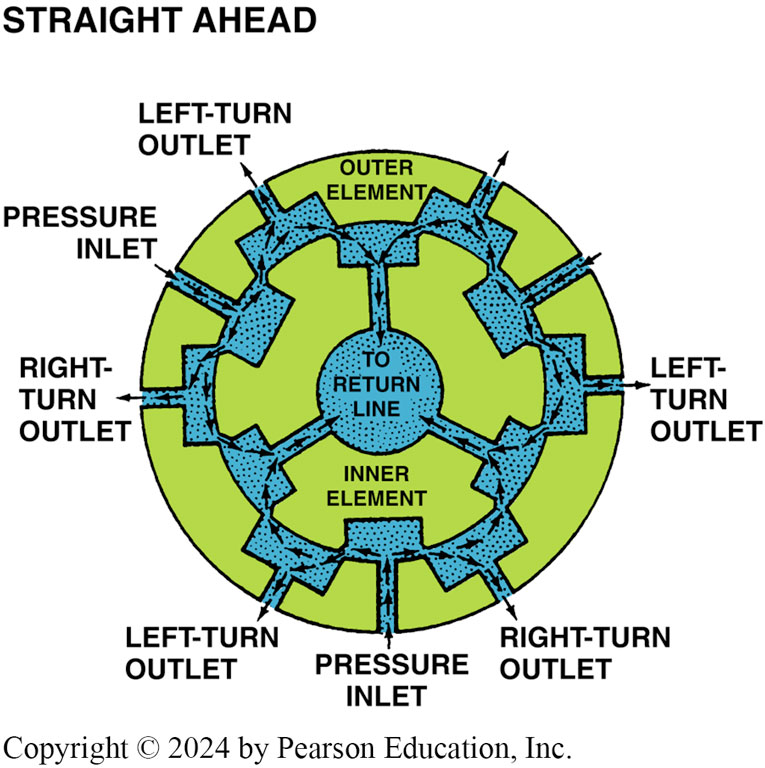 STRAIGHT AHEAD
LEFT-TURN
OUTLET
OUTER
ELEMENT
PRESSURE
INLET
RIGHT-
TURN
OUTLET
TO
RETURN
LINE
LEFT-
TURN
OUTLET
INNER
ELEMENT
LEFT-TURN
OUTLET
PRESSURE
INLET
RIGHT-TURN
OUTLET
Copyright © 2024 by Pearson Education, Inc.